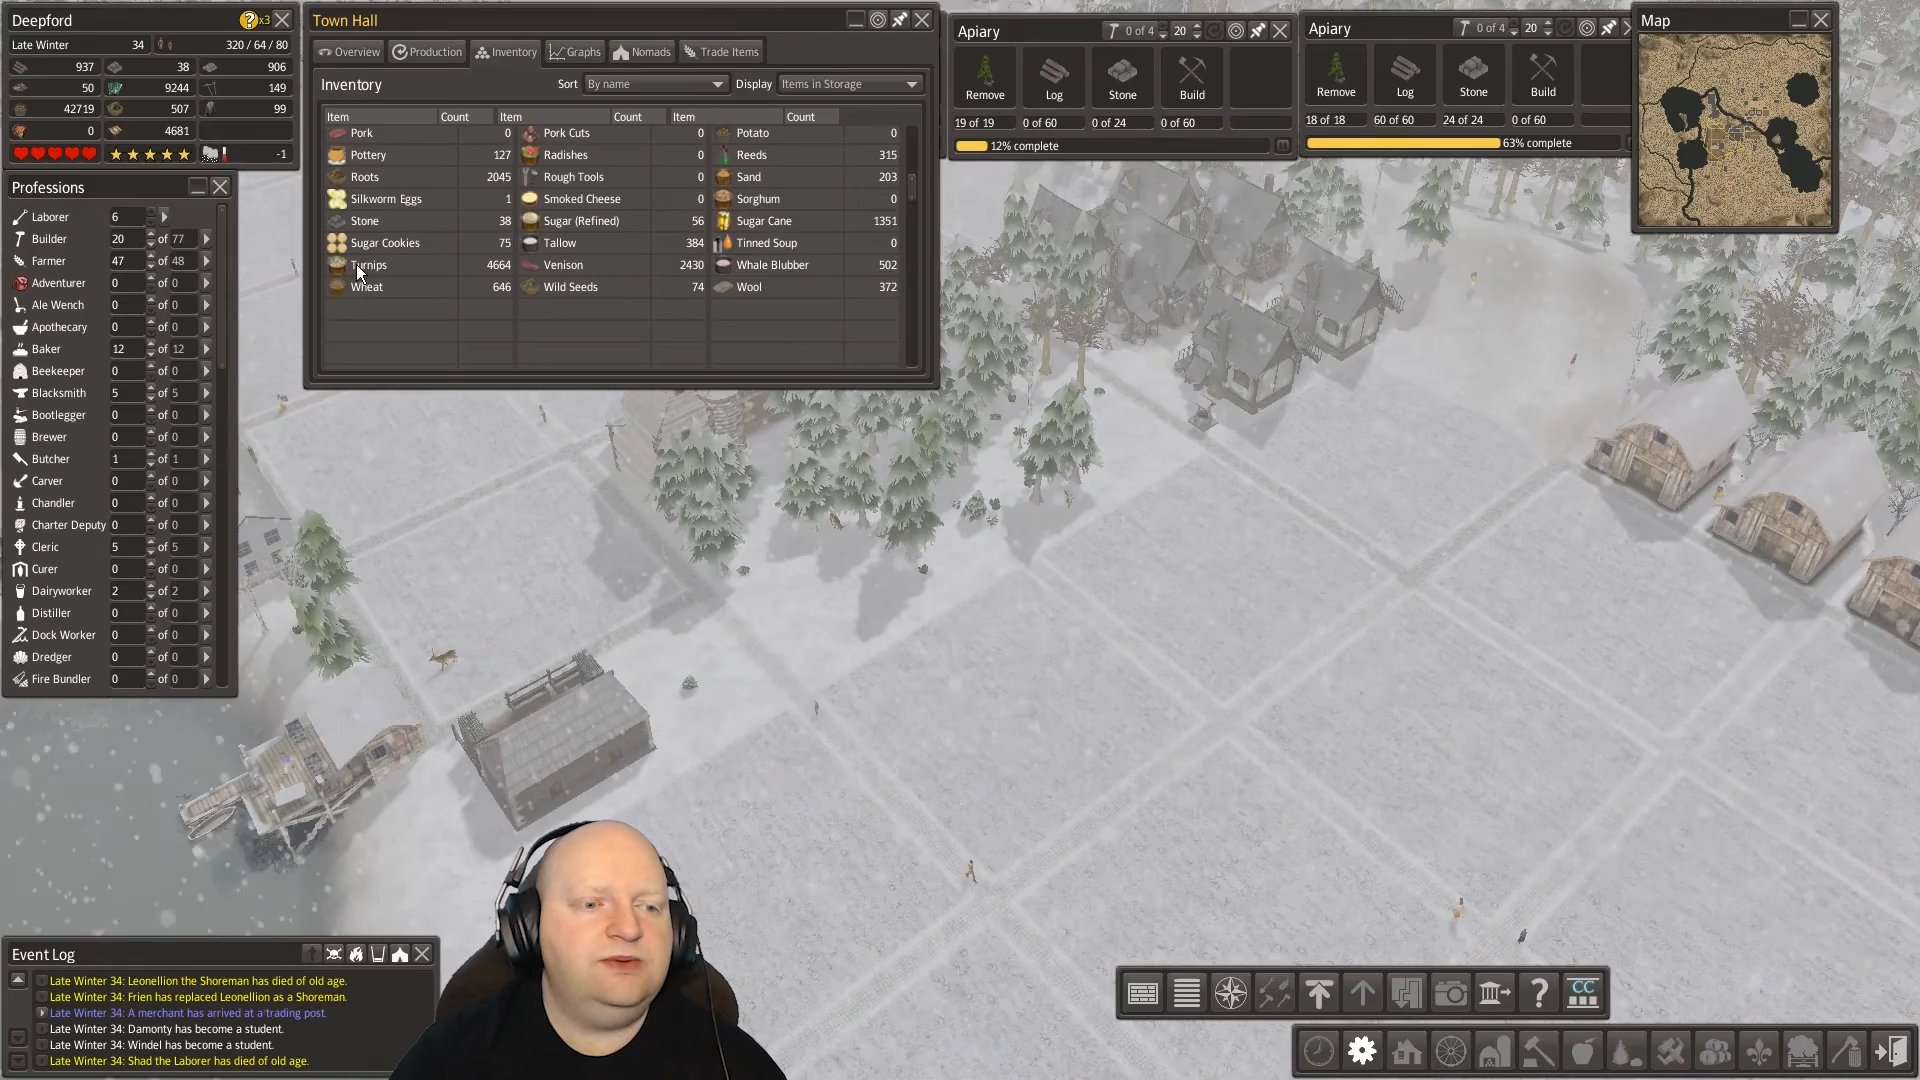 Deepford x3
Late Winter 34 320 / 64 / 80
937 38 906
50 9244 149
42719 507 99
0 4681
-1
Professions
Laborer 6
Builder 20 of 77
Farmer 47 of 48
Adventurer 0 of 0
Ale Wench 0 of 0
Apothecary 0 of 0
Baker 12 of 12
Beekeeper 0 of 0
Blacksmith 5 of 5
Bootlegger 0 of 0
Brewer 0 of 0
Butcher 1 of 1
Carver 0 of 0
Chandler 0 of 0
Charter Deputy 0 of 0
Cleric 5 of 5
Curer 0 of 0
Dairyworker 2 of 2
Distiller 0 of 0
Dock Worker 0 of 0
Dredger 0 of 0
Fire Bundler 0 of 0
Town Hall
Overview Production Inventory Graphs Nomads Trade Items
Inventory Sort By name Display Items in Storage
Item Count Item Count Item Count
Pork 0 Pork Cuts 0 Potato 0
Pottery 127 Radishes 0 Reeds 315
Roots 2045 Rough Tools 0 Sand 203
Silkworm Eggs 1 Smoked Cheese 0 Sorghum 0
Stone 38 Sugar (Refined) 56 Sugar Cane 1351
Sugar Cookies 75 Tallow 384 Tinned Soup 0
Turnips 4664 Venison 2430 Whale Blubber 502
Wheat 646 Wild Seeds 74 Wool 372
Apiary 0 of 4 20
Remove Log Stone Build
19 of 19 0 of 60 0 of 24 0 of 60
12% complete
Apiary 0 of 4 20
Remove Log Stone Build
18 of 18 60 of 60 24 of 24 0 of 60
63% complete
Map
Event Log
Late Winter 34: Leonellion the Shoreman has died of old age.
Late Winter 34: Frien has replaced Leonellion as a Shoreman.
Late Winter 34: A merchant has arrived at a trading post.
Late Winter 34: Damonty has become a student.
Late Winter 34: Windel has become a student.
Late Winter 34: Shad the Laborer has died of old age.
? CC